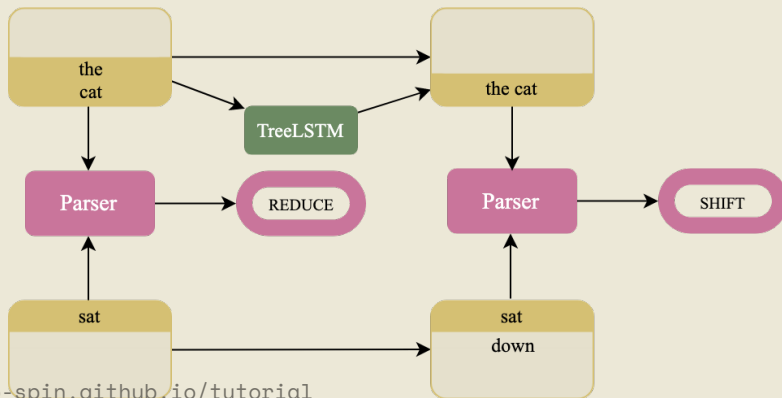 the
cat
the cat
TreeLSTM
Parser
REDUCE
Parser
SHIFT
sat
sat
down
-spin.github.io/tutorial